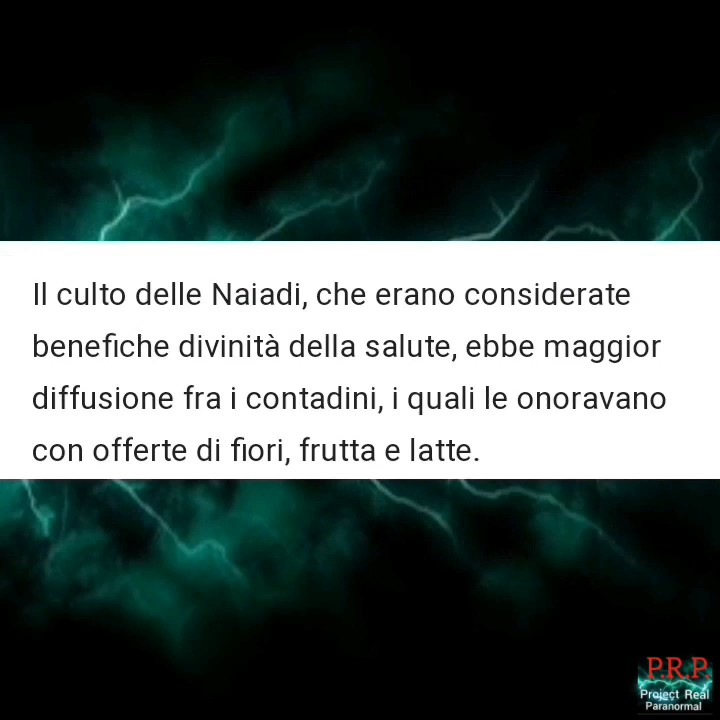 Il culto delle Naiadi, che erano considerate
benefiche divinità della salute, ebbe maggior
diffusione fra i contadini, i quali le onoravano
con offerte di fiori, frutta e latte.
P.R.P.
Project Real
Paranormal